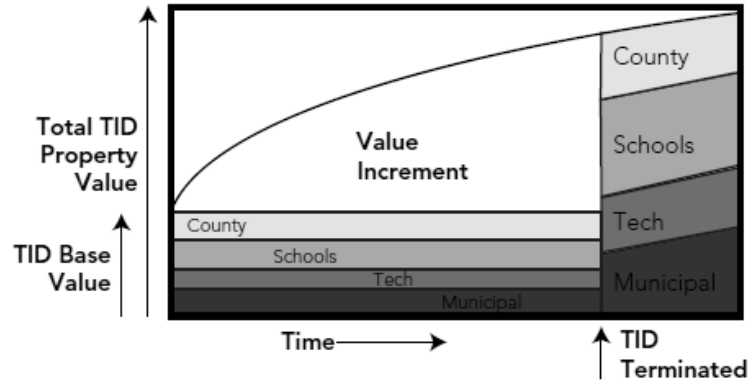 Total TID
Property
Value
TID Base
Value
Value
Increment
County
Schools
Tech
Municipal
County
Schools
Tech
Municipal
Time
TID
Terminated